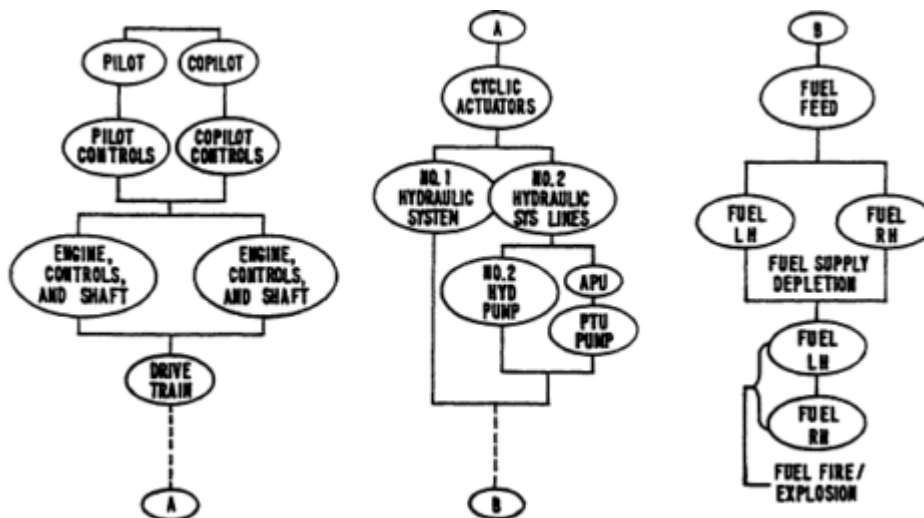 PILOT
COPILOT
PILOT
CONTROLS
COPILOT
CONTROLS
ENGINE,
CONTROLS,
AND SHAFT
ENGINE,
CONTROLS,
AND SHAFT
DRIVE
TRAIN
A
A
CYCLIC
ACTUATORS
NO.1
HYDRAULIC
SYSTEM
NO.2
HYDRAULIC
SYS LINES
NO.2
HYD
PUMP
APU
PTU
PUMP
B
B
FUEL
FEED
FUEL
LH
FUEL
RH
FUEL SUPPLY
DEPLETION
FUEL
LH
FUEL
RH
FUEL FIRE/
EXPLOSION